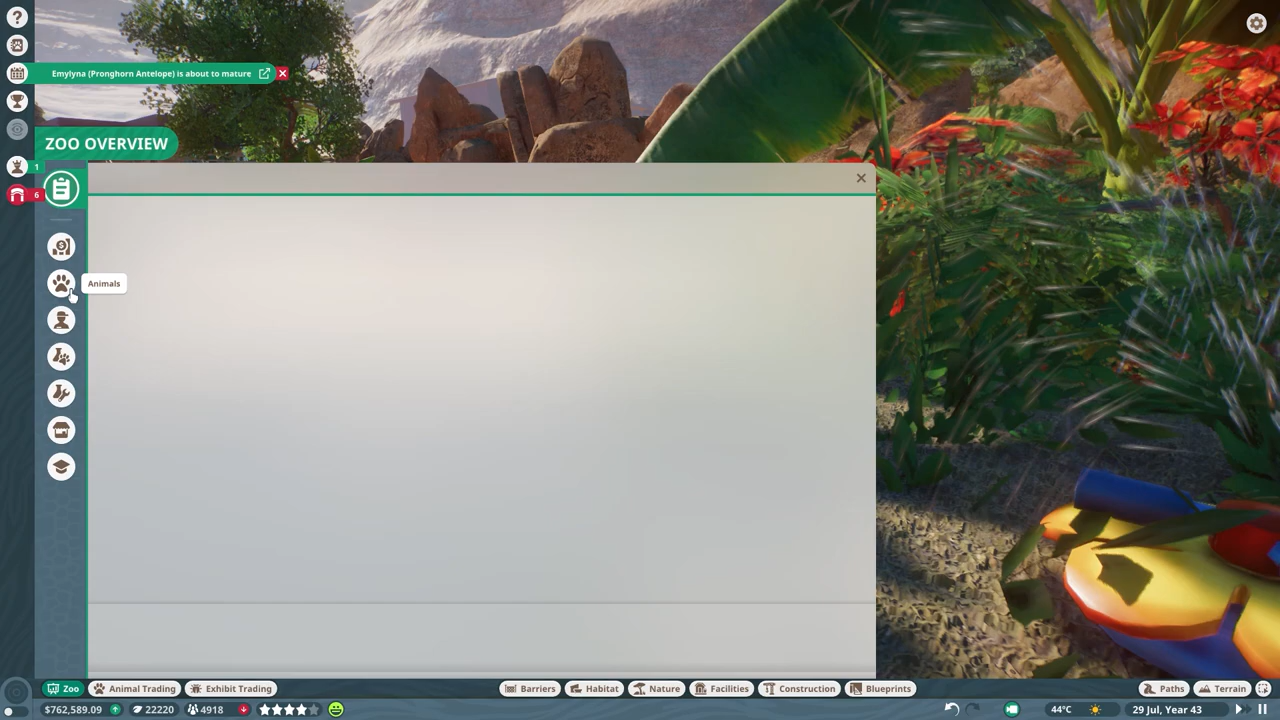 Emylyna (Pronghorn Antelope) is about to mature
ZOO OVERVIEW
1
6
Animals
Zoo
Animal Trading
Exhibit Trading
Barriers
Habitat
Nature
Facilities
Construction
Blueprints
Paths
Terrain
$762,589.09
22220
4918
44°C
29 Jul, Year 43